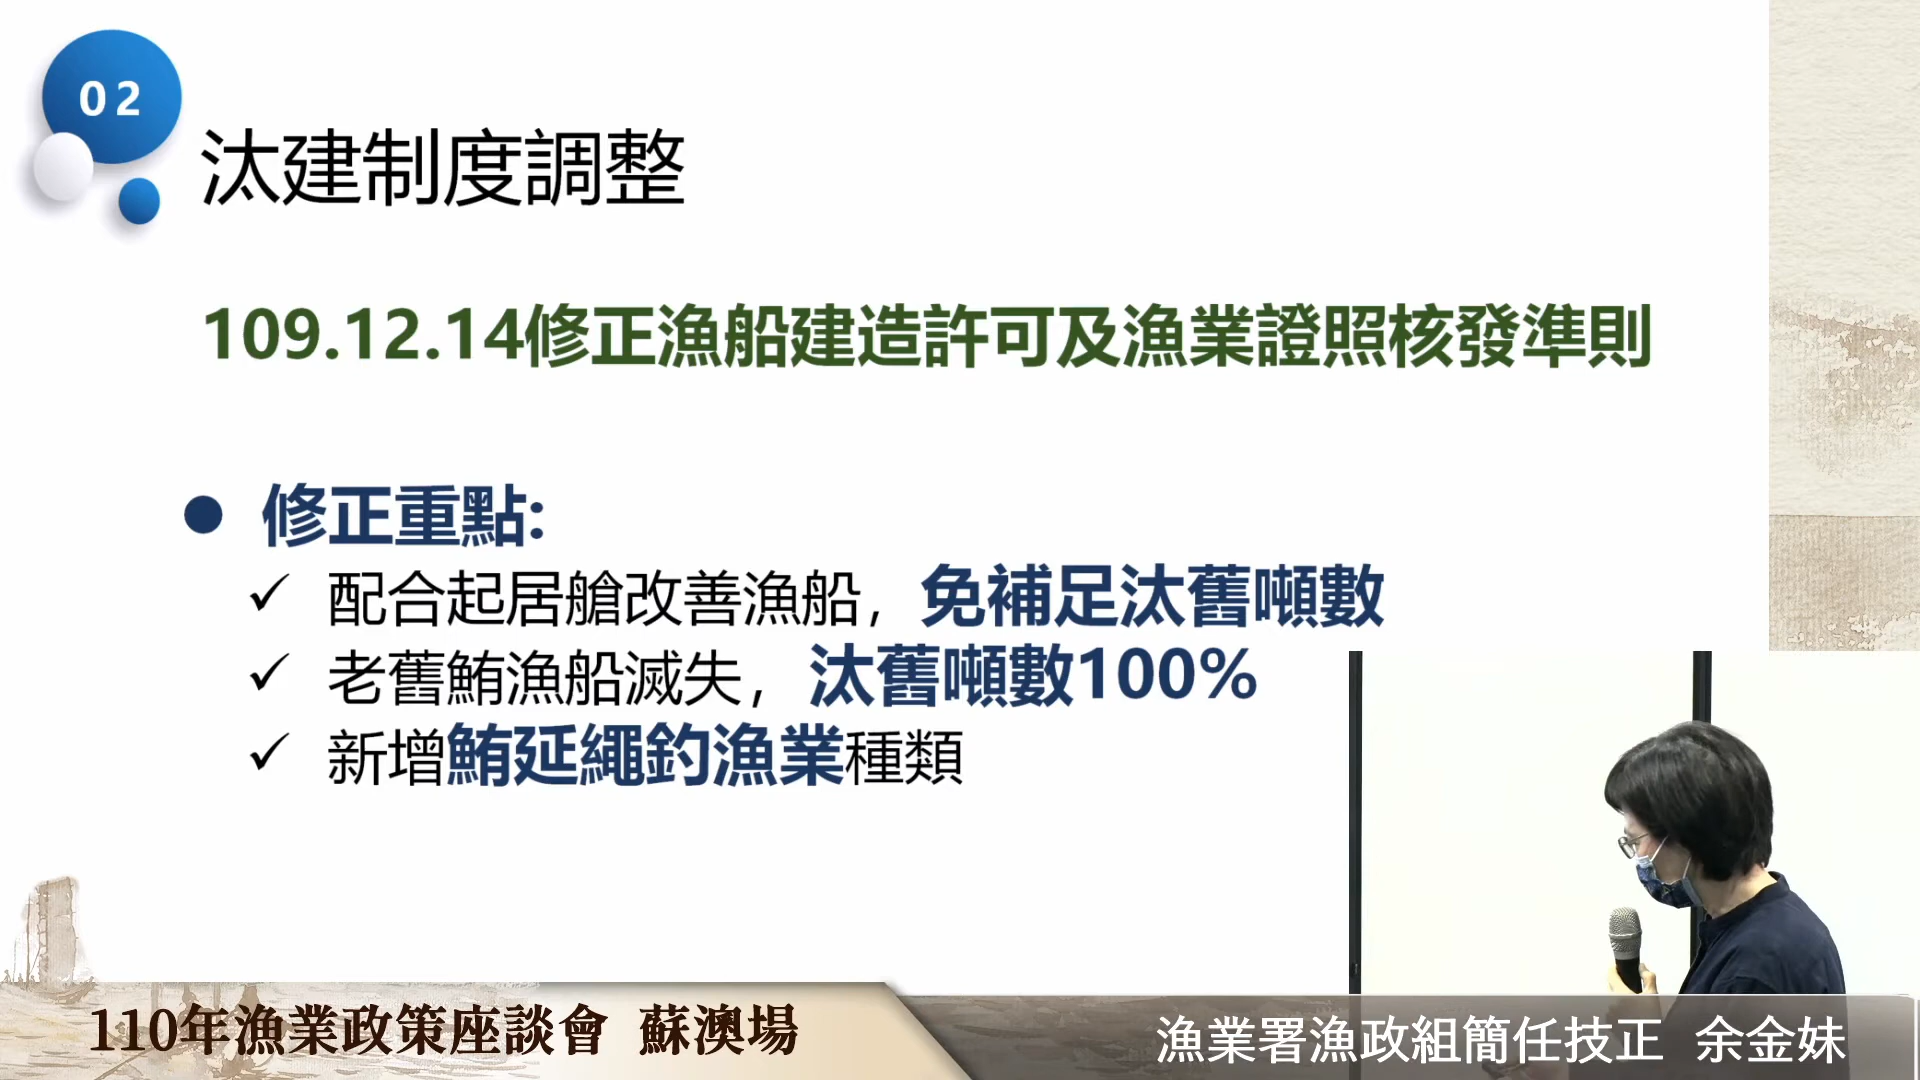 02
汰建制度調整
109.12.14修正漁船建造許可及漁業證照核發準則
● 修正重點:
✓ 配合起居艙改善漁船，免補足汰舊噸數
✓ 老舊鮪漁船滅失，汰舊噸數100%
✓ 新增鮪延繩釣漁業種類
110年漁業政策座談會 蘇澳場
漁業署漁政組簡任技正 余金妹